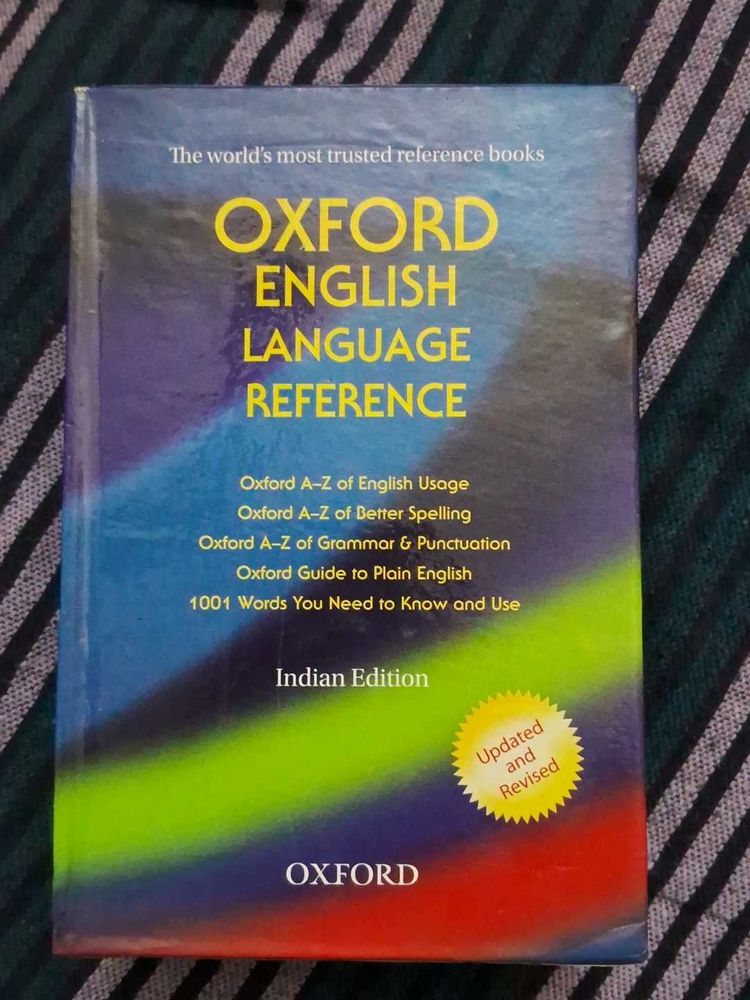 The world's most trusted reference books
OXFORD
ENGLISH
LANGUAGE
REFERENCE
Oxford A–Z of English Usage
Oxford A–Z of Better Spelling
Oxford A–Z of Grammar & Punctuation
Oxford Guide to Plain English
1001 Words You Need to Know and Use
Indian Edition
Updated
and
Revised
OXFORD